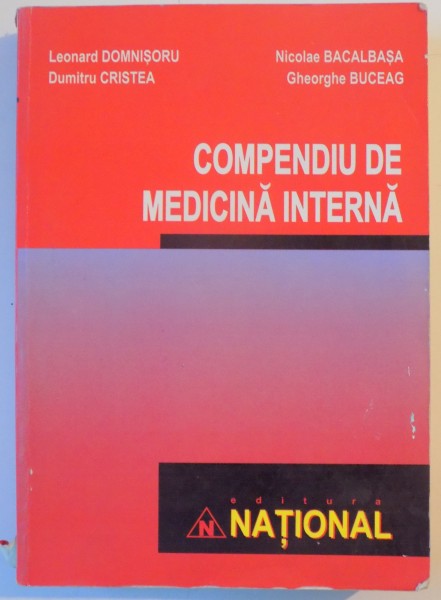 Leonard DOMNIȘORU Nicolae BACALBAȘA
Dumitru CRISTEA Gheorghe BUCEAG
COMPENDIU DE
MEDICINĂ INTERNĂ
editura
N NAȚIONAL